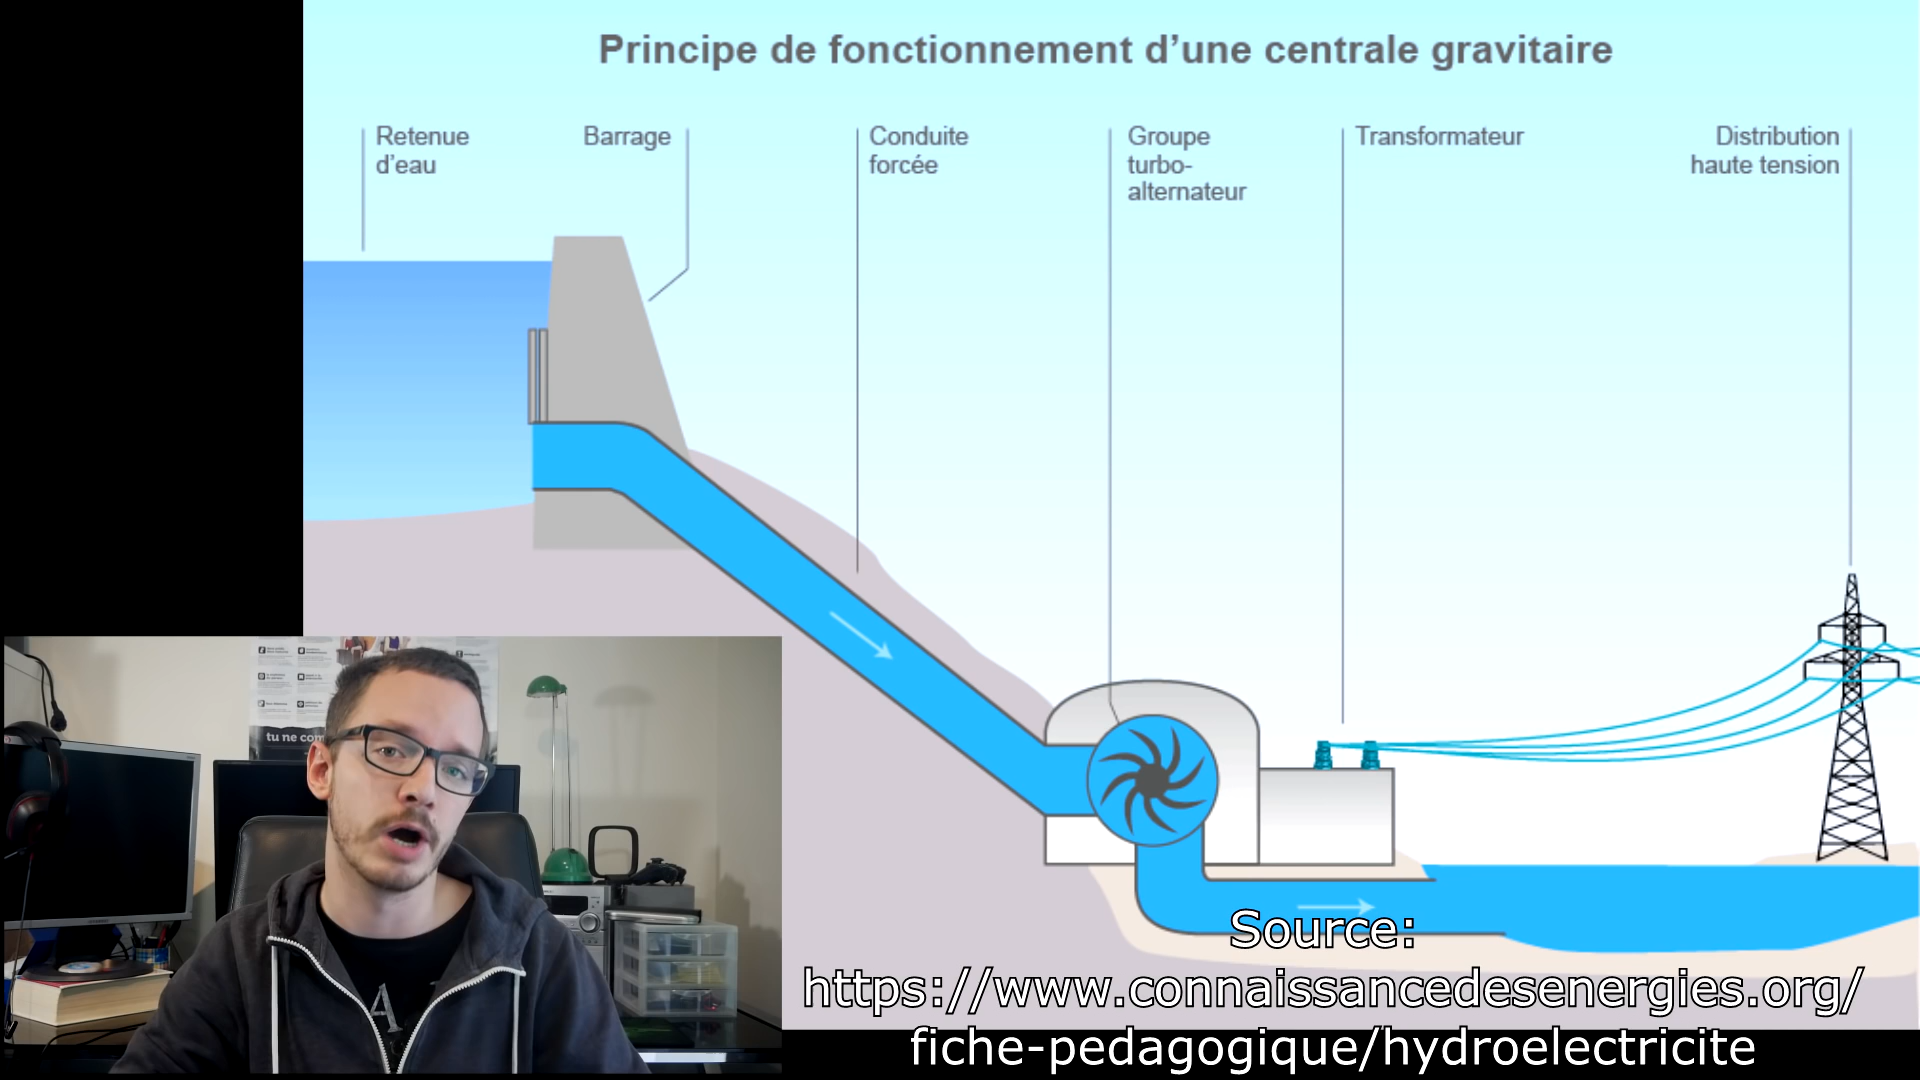 Principe de fonctionnement d’une centrale gravitaire
Retenue
d’eau
Barrage
Conduite
forcée
Groupe
turbo-
alternateur
Transformateur
Distribution
haute tension
tu ne com
A
Source:
https://www.connaissancedesenergies.org/
fiche-pedagogique/hydroelectricite